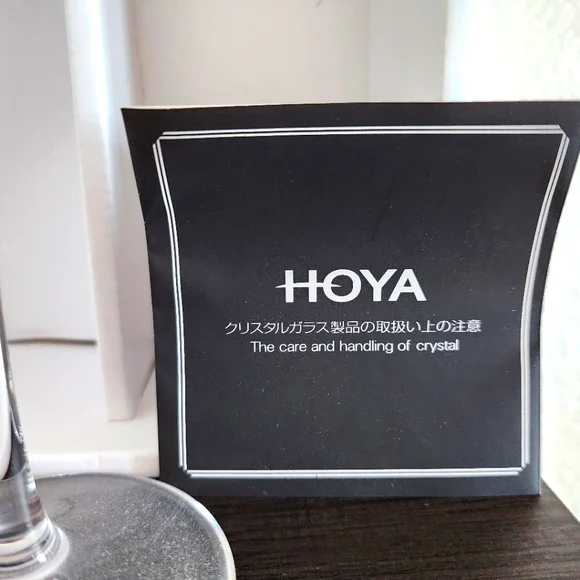 HOYA
クリスタルガラス製品の取扱い上の注意
The care and handling of crystal